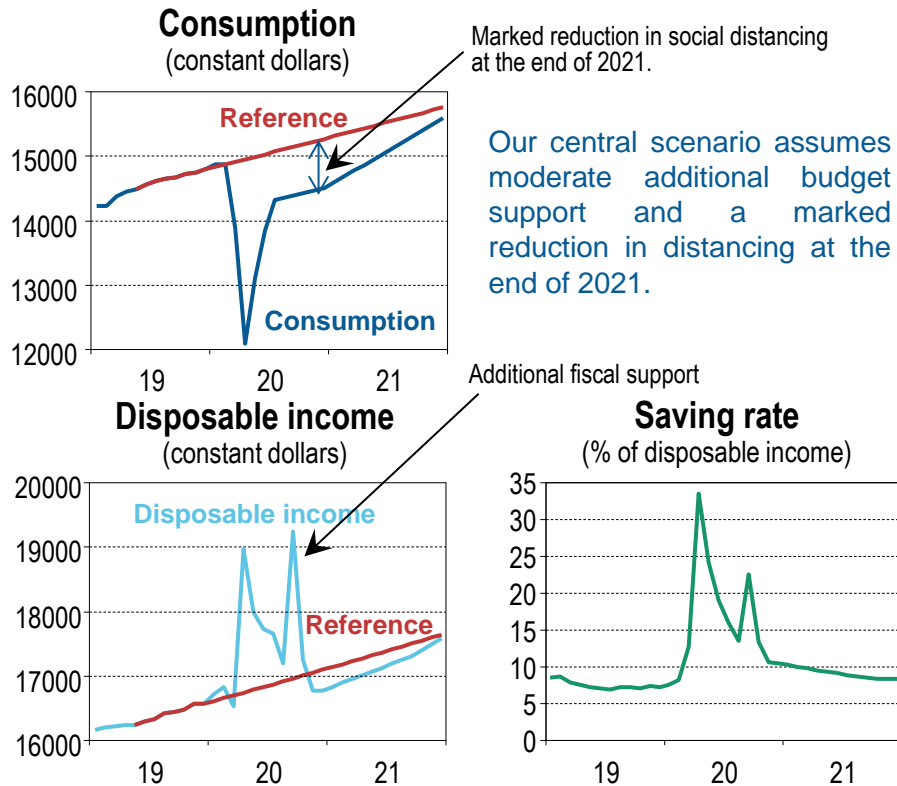 Consumption
(constant dollars)
Marked reduction in social distancing
at the end of 2021.
16000
15000
14000
13000
12000
Reference
Consumption
19
20
21
Our central scenario assumes
moderate additional budget
support and a marked
reduction in distancing at the
end of 2021.
Additional fiscal support
Disposable income
(constant dollars)
20000
19000
18000
17000
16000
Disposable income
Reference
19
20
21
Saving rate
(% of disposable income)
35
30
25
20
15
10
5
0
19
20
21